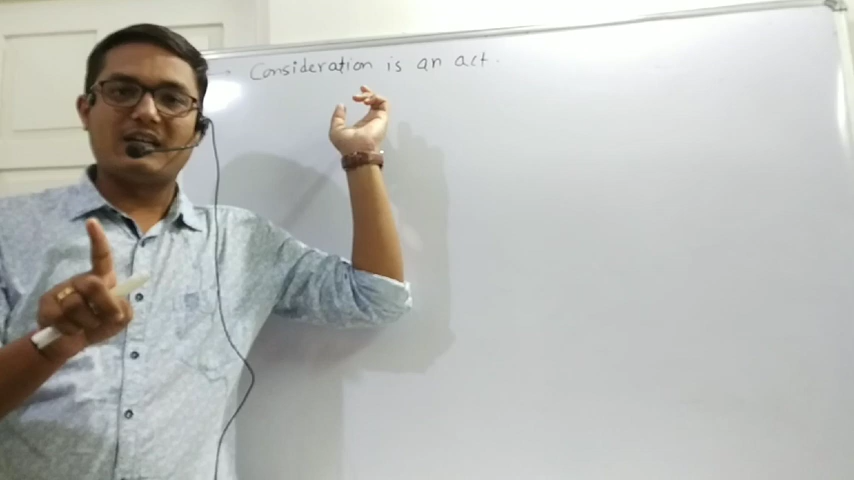 → Consideration is an act.